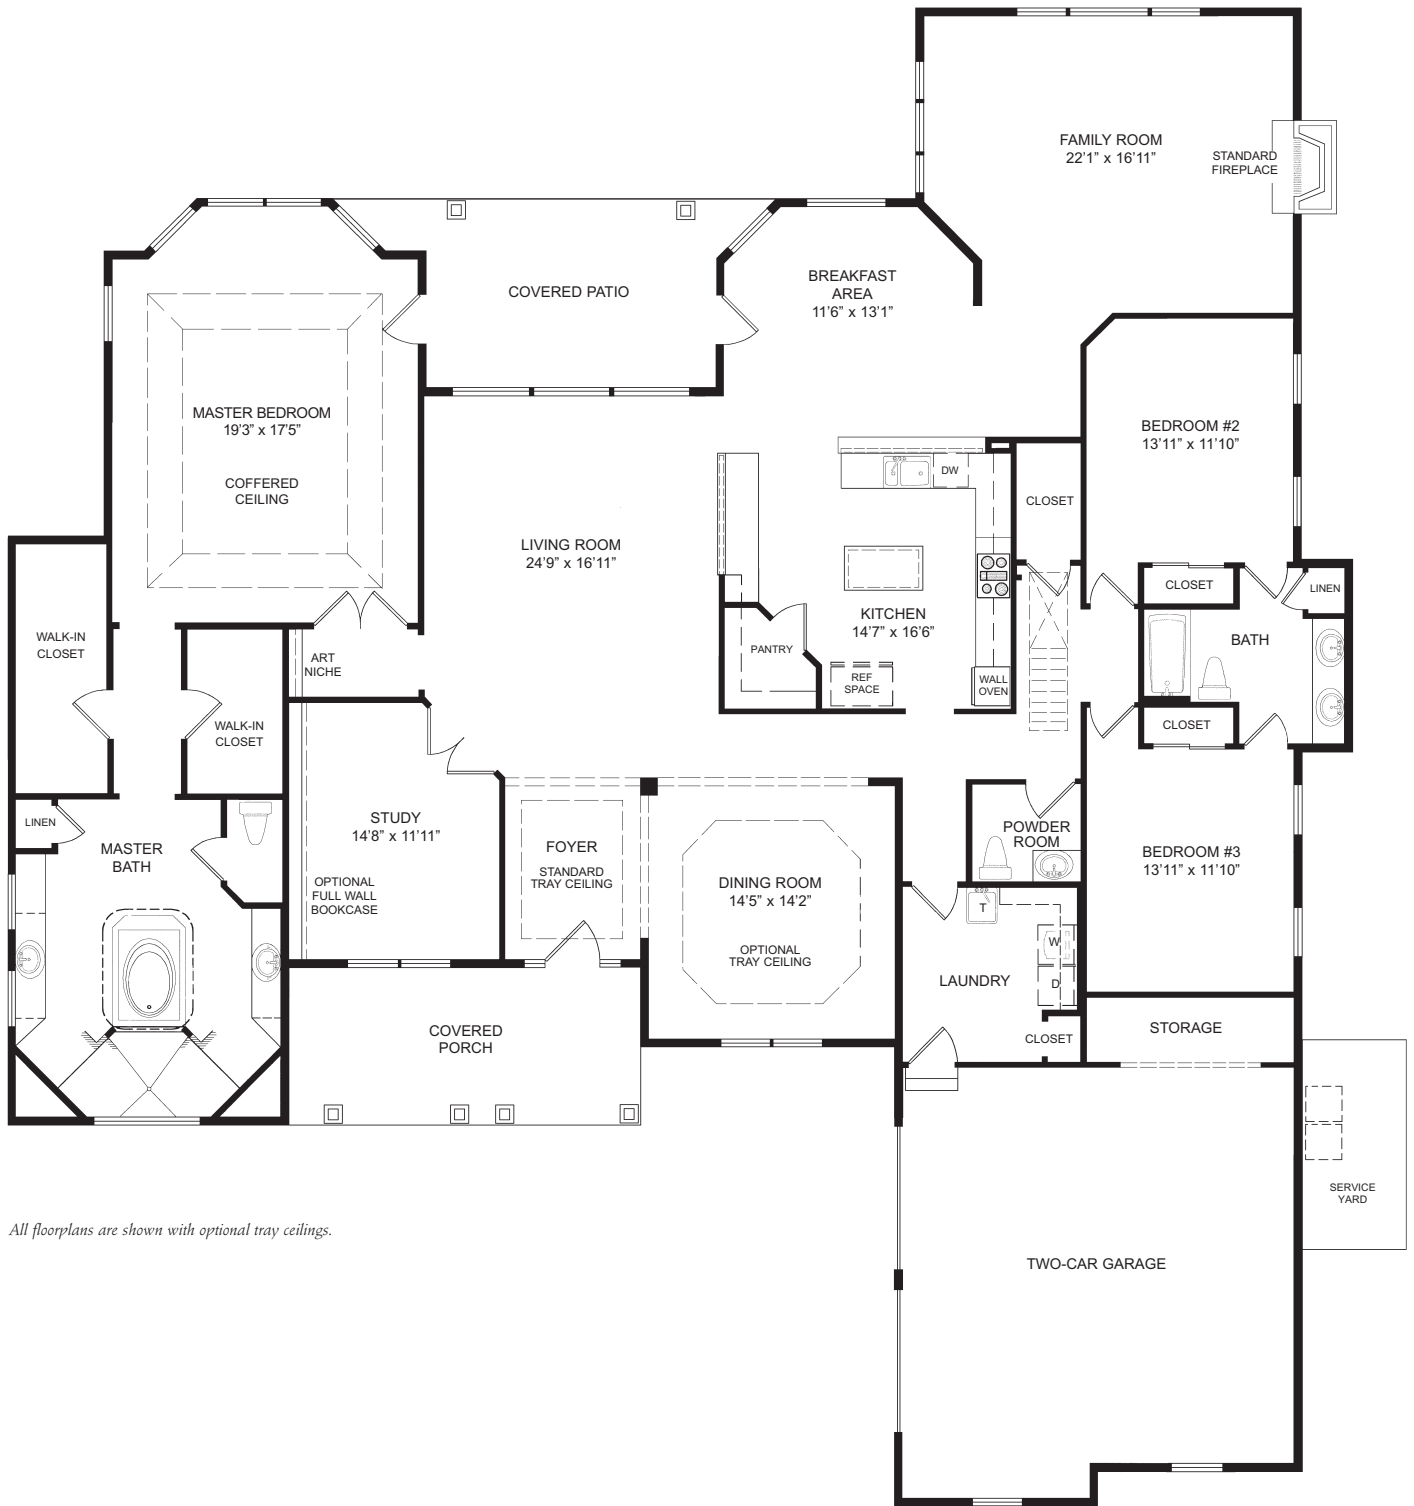 FAMILY ROOM
22’1” x 16’11”
STANDARD
FIREPLACE
COVERED PATIO
BREAKFAST
AREA
11’6” x 13’1”
MASTER BEDROOM
19’3” x 17’5”
COFFERED
CEILING
BEDROOM #2
13’11” x 11’10”
DW
CLOSET
LIVING ROOM
24’9” x 16’11”
CLOSET
LINEN
KITCHEN
14’7” x 16’6”
WALK-IN
CLOSET
ART
NICHE
PANTRY
BATH
REF
SPACE
WALL
OVEN
WALK-IN
CLOSET
CLOSET
LINEN
STUDY
14’8” x 11’11”
MASTER
BATH
FOYER
STANDARD
TRAY CEILING
POWDER
ROOM
BEDROOM #3
13’11” x 11’10”
OPTIONAL
FULL WALL
BOOKCASE
DINING ROOM
14’5” x 14’2”
OPTIONAL
TRAY CEILING
T
W
D
LAUNDRY
COVERED
PORCH
CLOSET
STORAGE
SERVICE
YARD
All floorplans are shown with optional tray ceilings.
TWO-CAR GARAGE